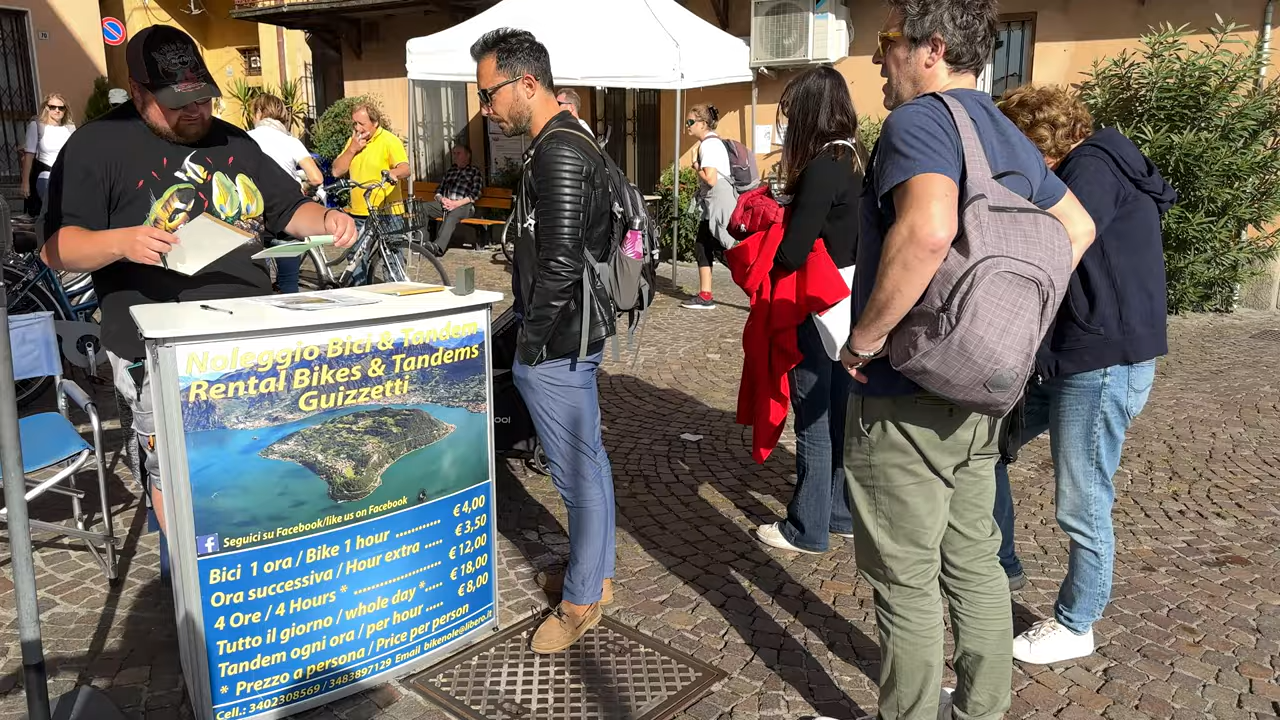 Noleggio Bici & Tandem
Rental Bikes & Tandems
Guizzetti
f Seguici su Facebook/like us on Facebook
Bici 1 ora / Bike 1 hour ............ € 4,00
Ora successiva / Hour extra ..... € 3,50
4 Ore / 4 Hours * ........................ € 12,00
Tutto il giorno / whole day *.... € 18,00
Tandem ogni ora / per hour ..... € 8,00
* Prezzo a persona / Price per person
Cell.: 3402308569 / 3483897129 Email bikenole@libero.it